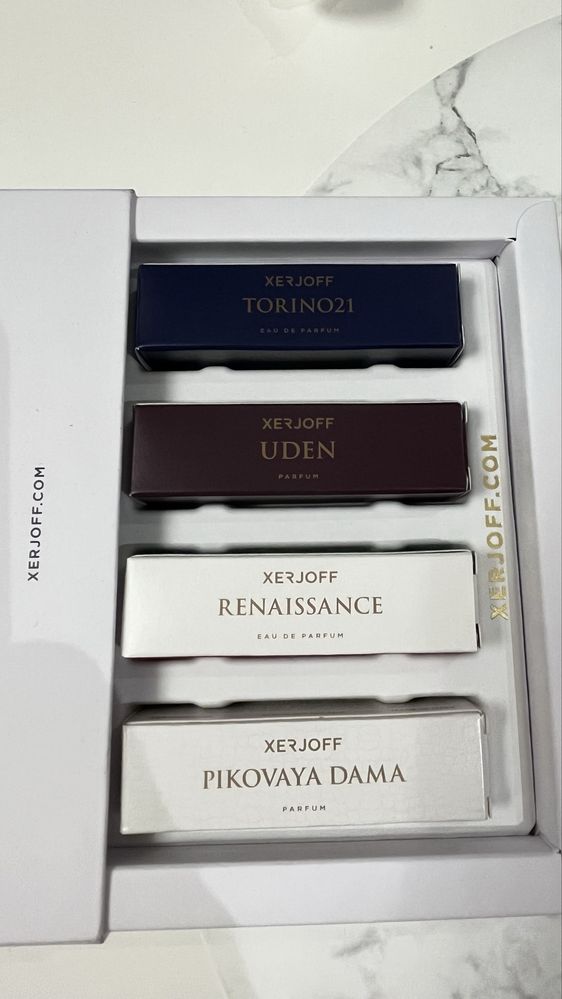 XERJOFF
TORINO21
EAU DE PARFUM
XERJOFF
UDEN
PARFUM
XERJOFF
RENAISSANCE
EAU DE PARFUM
XERJOFF
PIKOVAYA DAMA
PARFUM
XERJOFF.COM
XERJOFF.COM